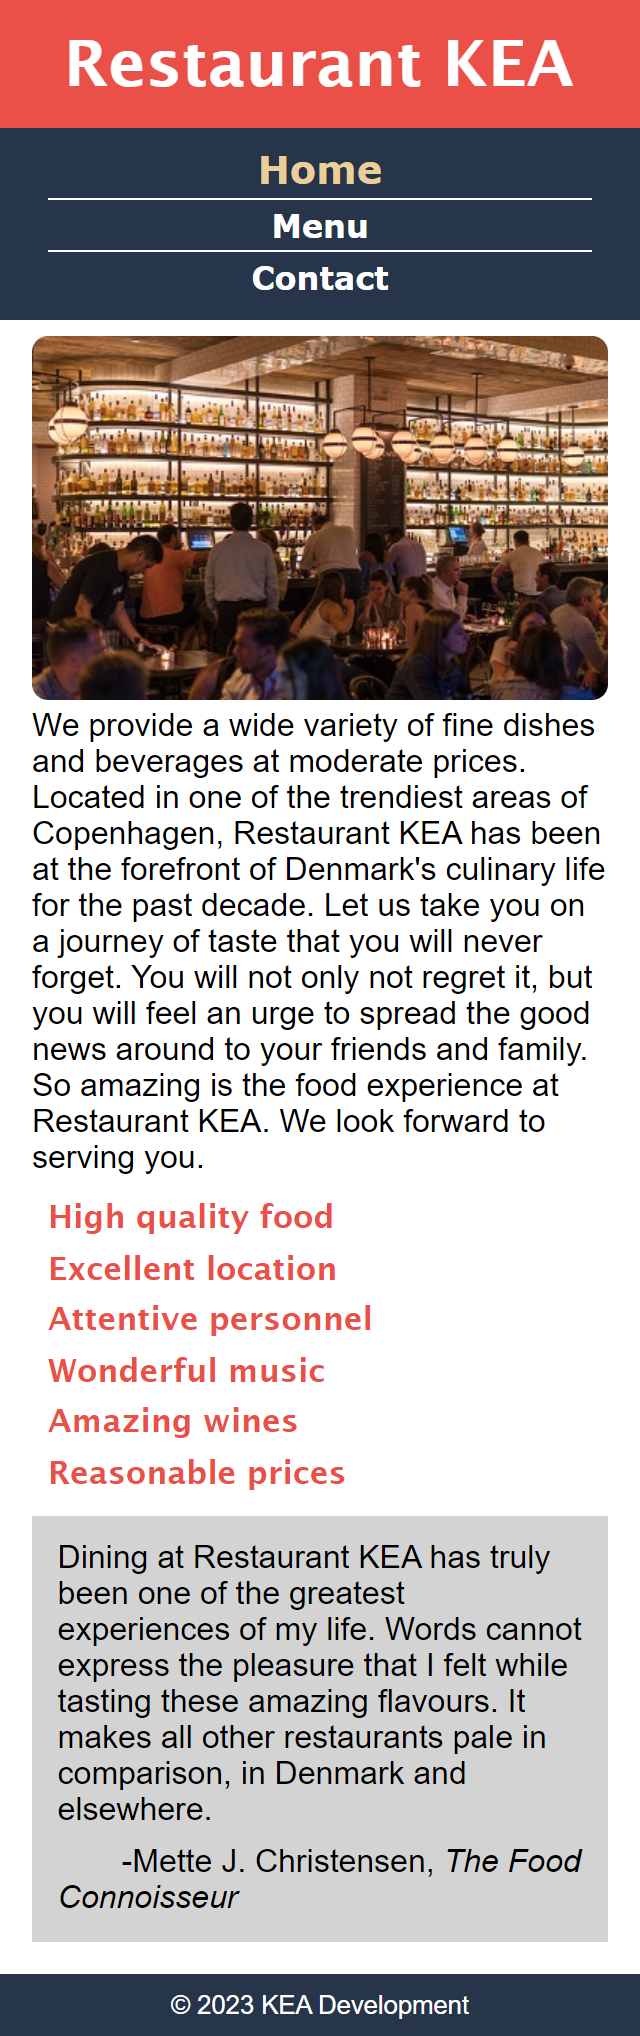 Restaurant KEA
Home
Menu
Contact
We provide a wide variety of fine dishes
and beverages at moderate prices.
Located in one of the trendiest areas of
Copenhagen, Restaurant KEA has been
at the forefront of Denmark's culinary life
for the past decade. Let us take you on
a journey of taste that you will never
forget. You will not only not regret it, but
you will feel an urge to spread the good
news around to your friends and family.
So amazing is the food experience at
Restaurant KEA. We look forward to
serving you.
High quality food
Excellent location
Attentive personnel
Wonderful music
Amazing wines
Reasonable prices
Dining at Restaurant KEA has truly
been one of the greatest
experiences of my life. Words cannot
express the pleasure that I felt while
tasting these amazing flavours. It
makes all other restaurants pale in
comparison, in Denmark and
elsewhere.
-Mette J. Christensen, The Food
Connoisseur
© 2023 KEA Development